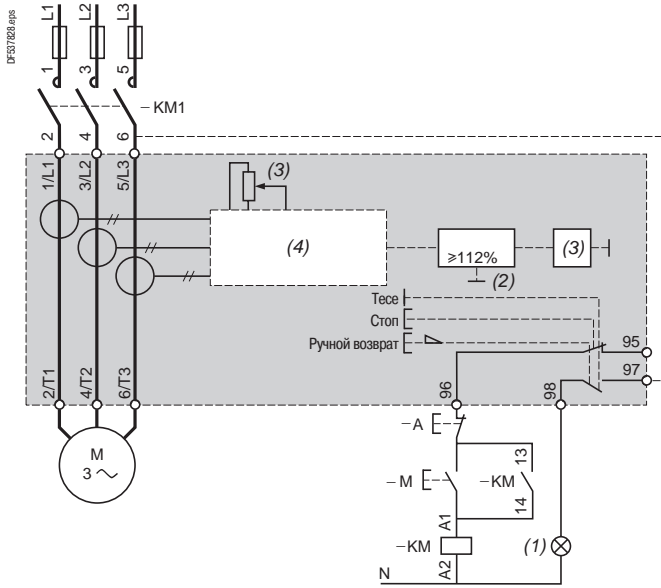 DF537828.eps
L1 L2 L3
1 3 5
–KM1
2 4 6
1/L1 3/L2 5/L3
(3)
(4)
≥112%
(3)
(2)
Тесе
Стоп
Ручной возврат
95
97
2/T1 4/T2 6/T3
96
98
–A
M
3
–M
–KM
13
14
A1
–KM
(1)
A2
N